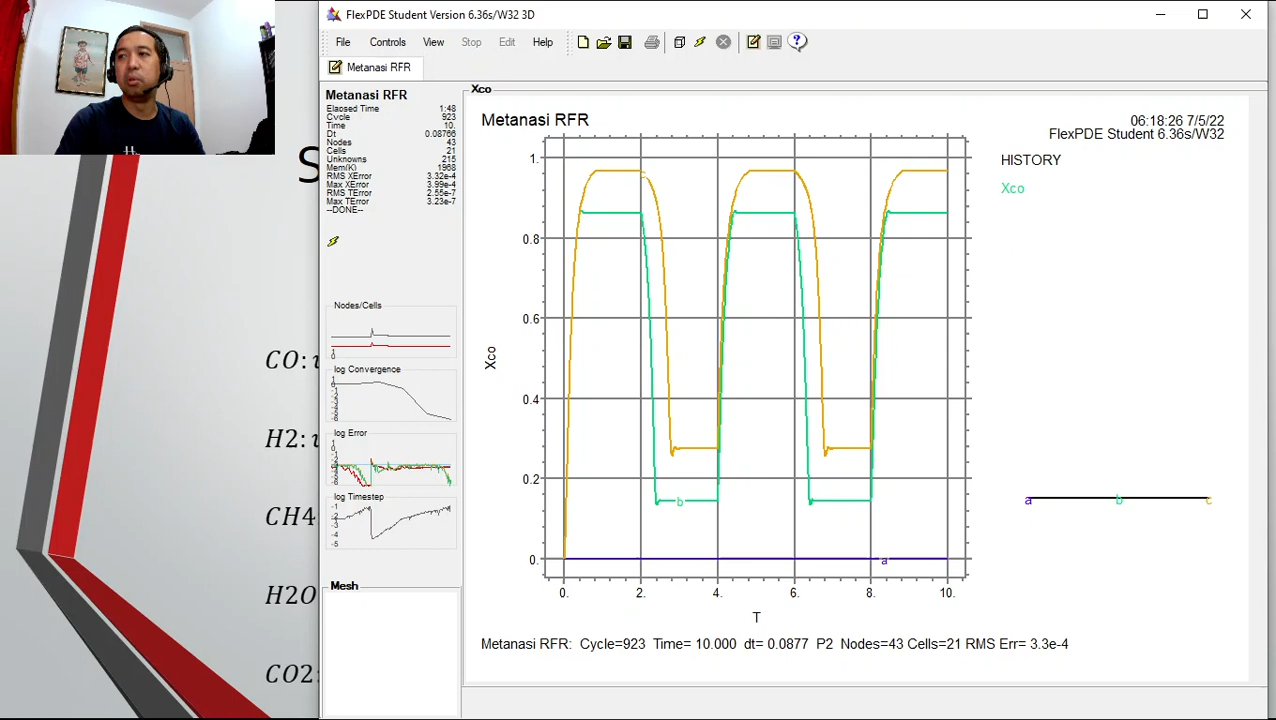 FlexPDE Student Version 6.36s/W32 3D
File Controls View Stop Edit Help
Metanasi RFR
Metanasi RFR
Elapsed Time 1:48
Cycle 923
Time 10.
Dt 0.08766
Nodes 43
Cells 21
Unknowns 215
Mem(K) 1968
RMS XError 3.32e-4
Max XError 3.99e-4
RMS TError 2.55e-7
Max TError 3.23e-7
--DONE--
Nodes/Cells
log Convergence
log Error
log Timestep
Mesh
Xco
Metanasi RFR
06:18:26 7/5/22
FlexPDE Student 6.36s/W32
HISTORY
Xco
1.
0.8
0.6
0.4
0.2
0.
Xco
c
b
a
0. 2. 4. 6. 8. 10.
T
a b c
Metanasi RFR: Cycle=923 Time= 10.000 dt= 0.0877 P2 Nodes=43 Cells=21 RMS Err= 3.3e-4
S
CO:
H2:
CH4
H2O
CO2: